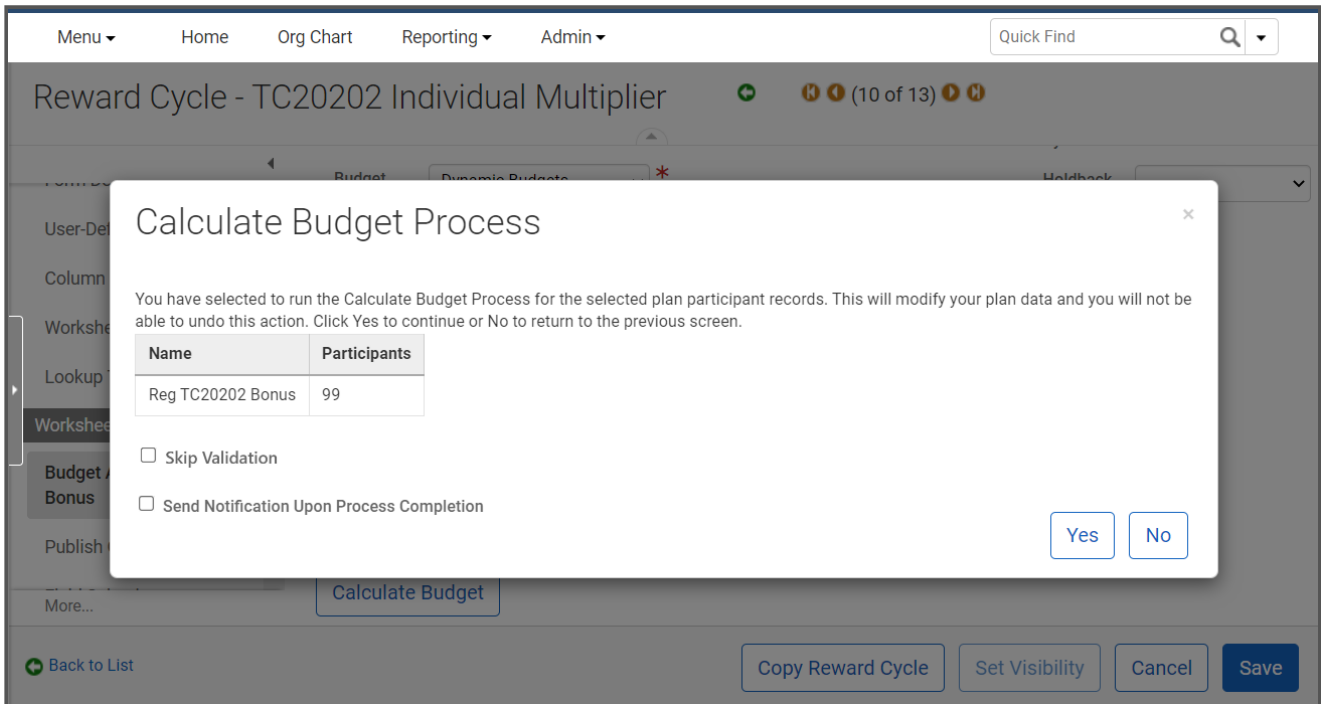 Menu Home Org Chart Reporting Admin Quick Find
Reward Cycle - TC20202 Individual Multiplier (10 of 13)
Budget Dynamic Budgets * Holdback
User-Def
Column
Workshe
Lookup
Workshee
Budget A
Bonus
Publish
More...
Calculate Budget Process ×
You have selected to run the Calculate Budget Process for the selected plan participant records. This will modify your plan data and you will not be
able to undo this action. Click Yes to continue or No to return to the previous screen.
Name Participants
Reg TC20202 Bonus 99
Skip Validation
Send Notification Upon Process Completion
Yes No
Calculate Budget
Back to List Copy Reward Cycle Set Visibility Cancel Save